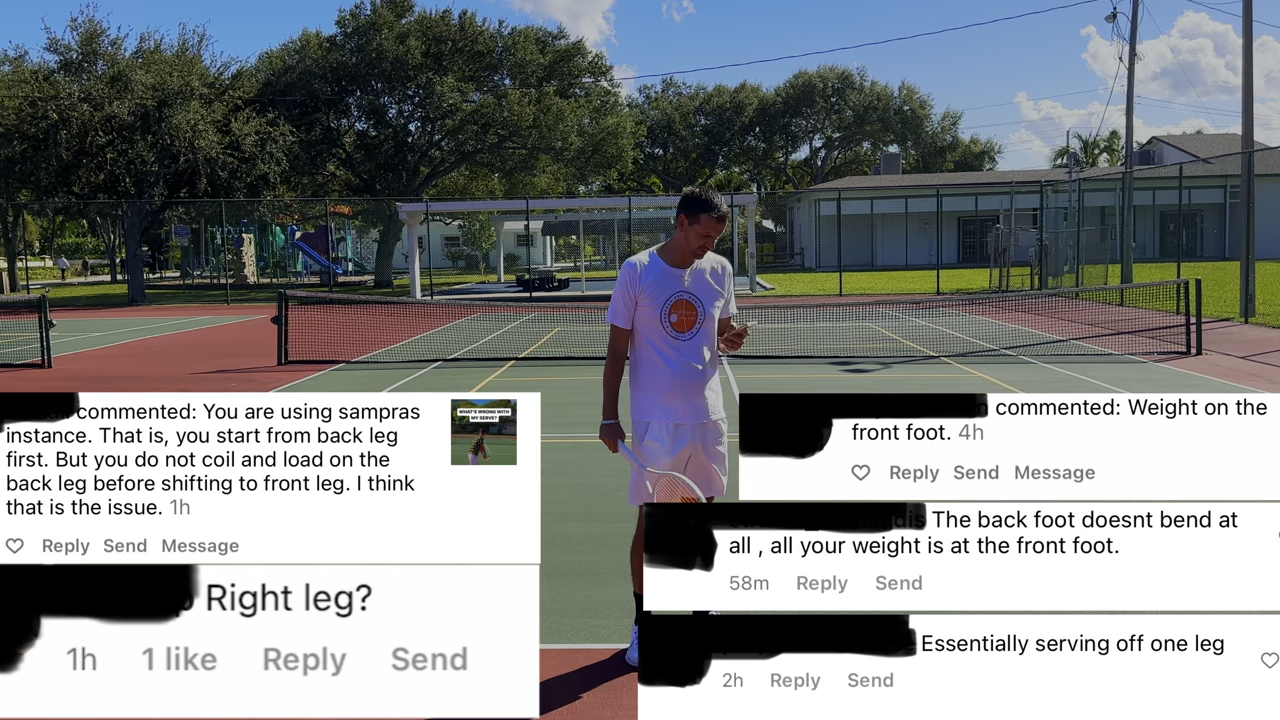 commented: You are using sampras
instance. That is, you start from back leg
first. But you do not coil and load on the
back leg before shifting to front leg. I think
that is the issue. 1h
Reply Send Message
WHAT'S WRONG WITH
MY SERVE?
Right leg?
1h 1 like Reply Send
commented: Weight on the
front foot. 4h
Reply Send Message
The back foot doesnt bend at
all , all your weight is at the front foot.
58m Reply Send
Essentially serving off one leg
2h Reply Send